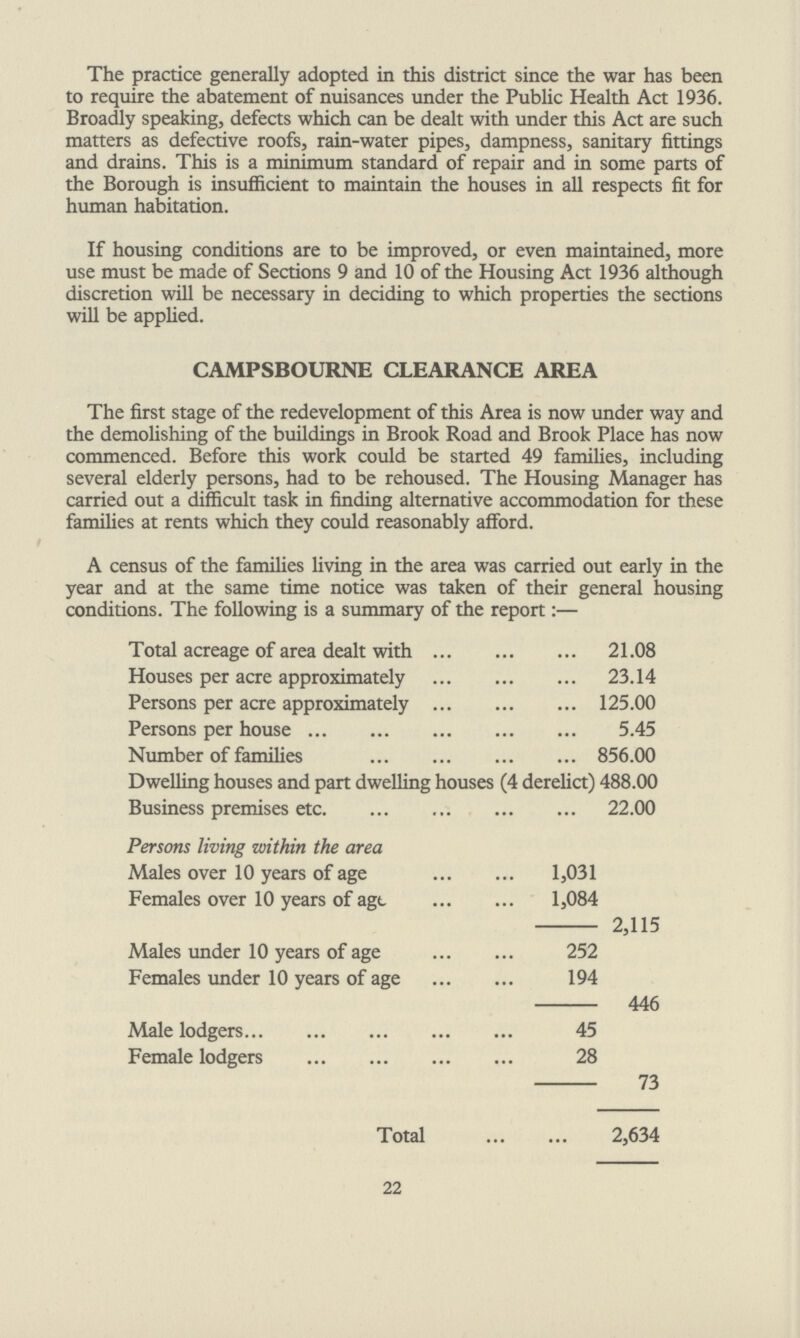 The practice generally adopted in this district since the war has been
to require the abatement of nuisances under the Public Health Act 1936.
Broadly speaking, defects which can be dealt with under this Act are such
matters as defective roofs, rain-water pipes, dampness, sanitary fittings
and drains. This is a minimum standard of repair and in some parts of
the Borough is insufficient to maintain the houses in all respects fit for
human habitation.
If housing conditions are to be improved, or even maintained, more
use must be made of Sections 9 and 10 of the Housing Act 1936 although
discretion will be necessary in deciding to which properties the sections
will be applied.
CAMPSBOURNE CLEARANCE AREA
The first stage of the redevelopment of this Area is now under way and
the demolishing of the buildings in Brook Road and Brook Place has now
commenced. Before this work could be started 49 families, including
several elderly persons, had to be rehoused. The Housing Manager has
carried out a difficult task in finding alternative accommodation for these
families at rents which they could reasonably afford.
A census of the families living in the area was carried out early in the
year and at the same time notice was taken of their general housing
conditions. The following is a summary of the report :—
Total acreage of area dealt with ... ... ... 21.08
Houses per acre approximately ... ... ... 23.14
Persons per acre approximately ... ... ... 125.00
Persons per house ... ... ... ... ... 5.45
Number of families ... ... ... ... 856.00
Dwelling houses and part dwelling houses (4 derelict) 488.00
Business premises etc. ... ... ... ... 22.00
Persons living within the area
Males over 10 years of age ... ... 1,031
Females over 10 years of age ... ... 1,084
2,115
Males under 10 years of age ... ... 252
Females under 10 years of age ... ... 194
446
Male lodgers... ... ... ... ... 45
Female lodgers ... ... ... ... 28
73
Total ... ... 2,634
22